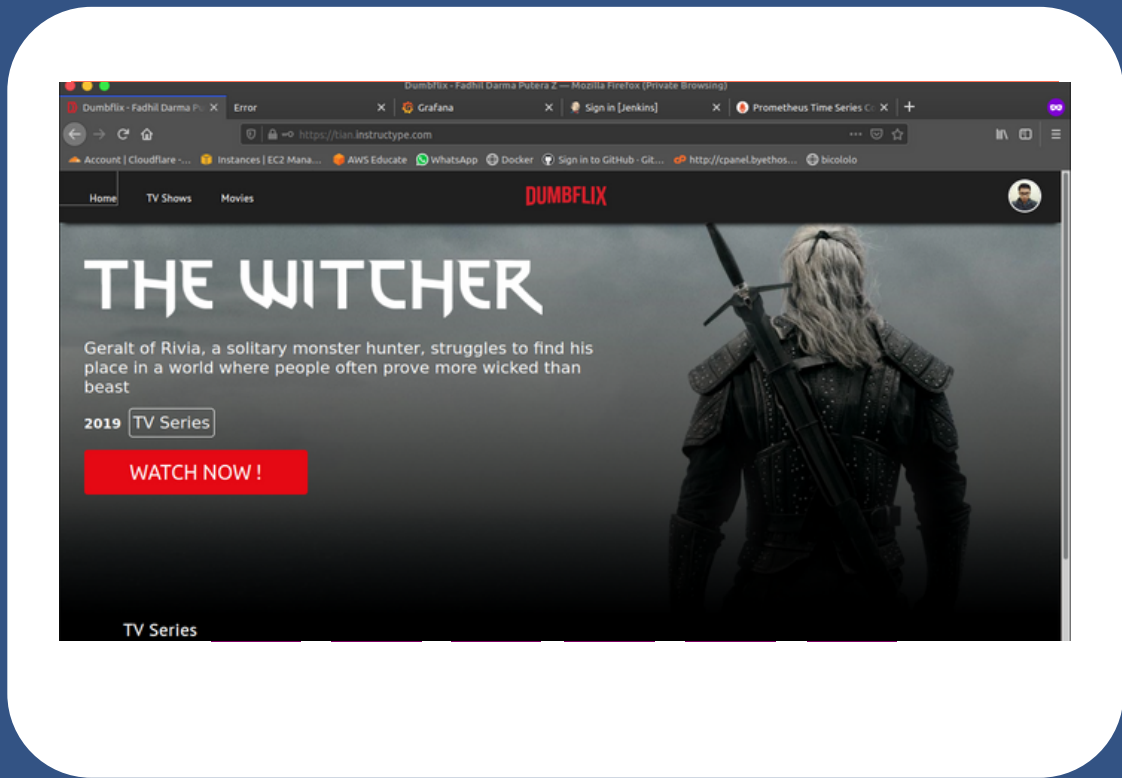 Dumbflix - Fadhil Darma Putera Z — Mozilla Firefox (Private Browsing)
Dumbflix - Fadhil Darma P Error Grafana Sign in [Jenkins] Prometheus Time Series C
https://tian.instructype.com
Account | Cloudflare -... Instances | EC2 Mana... AWS Educate WhatsApp Docker Sign in to GitHub · Git... http://cpanel.byethos... bicololo
Home TV Shows Movies DUMBFLIX
THE WITCHER
Geralt of Rivia, a solitary monster hunter, struggles to find his
place in a world where people often prove more wicked than
beast
2019 TV Series
WATCH NOW !
TV Series